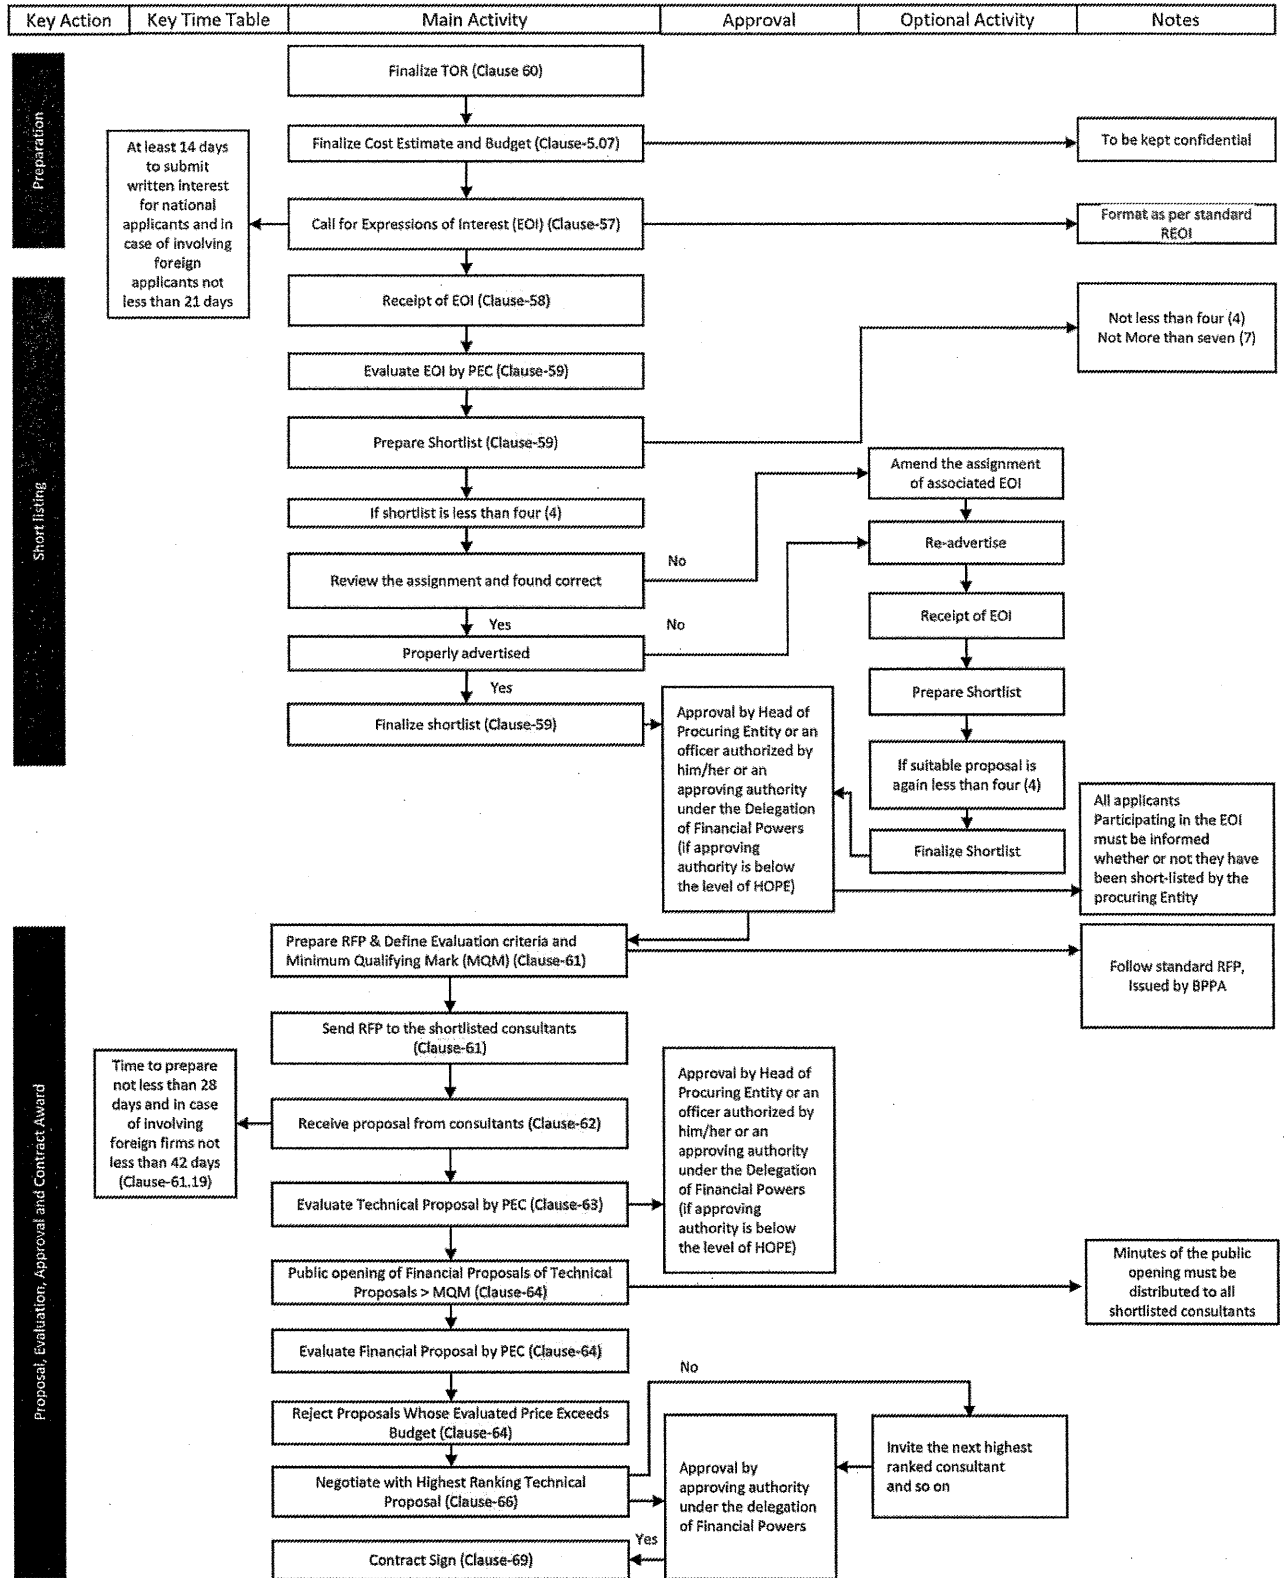 Key Action
Key Time Table
Main Activity
Approval
Optional Activity
Notes
Preparation
Finalize TOR (Clause 60)
Finalize Cost Estimate and Budget (Clause-5.07)
To be kept confidential
At least 14 days
to submit
written interest
for national
applicants and in
case of involving
foreign
applicants not
less than 21 days
Call for Expressions of Interest (EOI) (Clause-57)
Format as per standard
REOI
Short listing
Receipt of EOI (Clause-58)
Not less than four (4)
Not More than seven (7)
Evaluate EOI by PEC (Clause-59)
Prepare Shortlist (Clause-59)
Amend the assignment
of associated EOI
If shortlist is less than four (4)
Re-advertise
Review the assignment and found correct
No
Receipt of EOI
Yes
No
Properly advertised
Prepare Shortlist
Yes
Finalize shortlist (Clause-59)
Approval by Head of
Procuring Entity or an
officer authorized by
him/her or an
approving authority
under the Delegation
of Financial Powers
(if approving
authority is below
the level of HOPE)
If suitable proposal is
again less than four (4)
Finalize Shortlist
All applicants
Participating in the EOI
must be informed
whether or not they have
been short-listed by the
procuring Entity
Proposal, Evaluation, Approval and Contract Award
Prepare RFP & Define Evaluation criteria and
Minimum Qualifying Mark (MQM) (Clause-61)
Follow standard RFP,
Issued by BPPA
Send RFP to the shortlisted consultants
(Clause-61)
Time to prepare
not less than 28
days and in case
of involving
foreign firms not
less than 42 days
(Clause-61.19)
Receive proposal from consultants (Clause-62)
Approval by Head of
Procuring Entity or an
officer authorized by
him/her or an
approving authority
under the Delegation
of Financial Powers
(if approving
authority is below
the level of HOPE)
Evaluate Technical Proposal by PEC (Clause-63)
Public opening of Financial Proposals of Technical
Proposals > MQM (Clause-64)
Minutes of the public
opening must be
distributed to all
shortlisted consultants
Evaluate Financial Proposal by PEC (Clause-64)
No
Reject Proposals Whose Evaluated Price Exceeds
Budget (Clause-64)
Invite the next highest
ranked consultant
and so on
Negotiate with Highest Ranking Technical
Proposal (Clause-66)
Approval by
approving authority
under the delegation
of Financial Powers
Yes
Contract Sign (Clause-69)